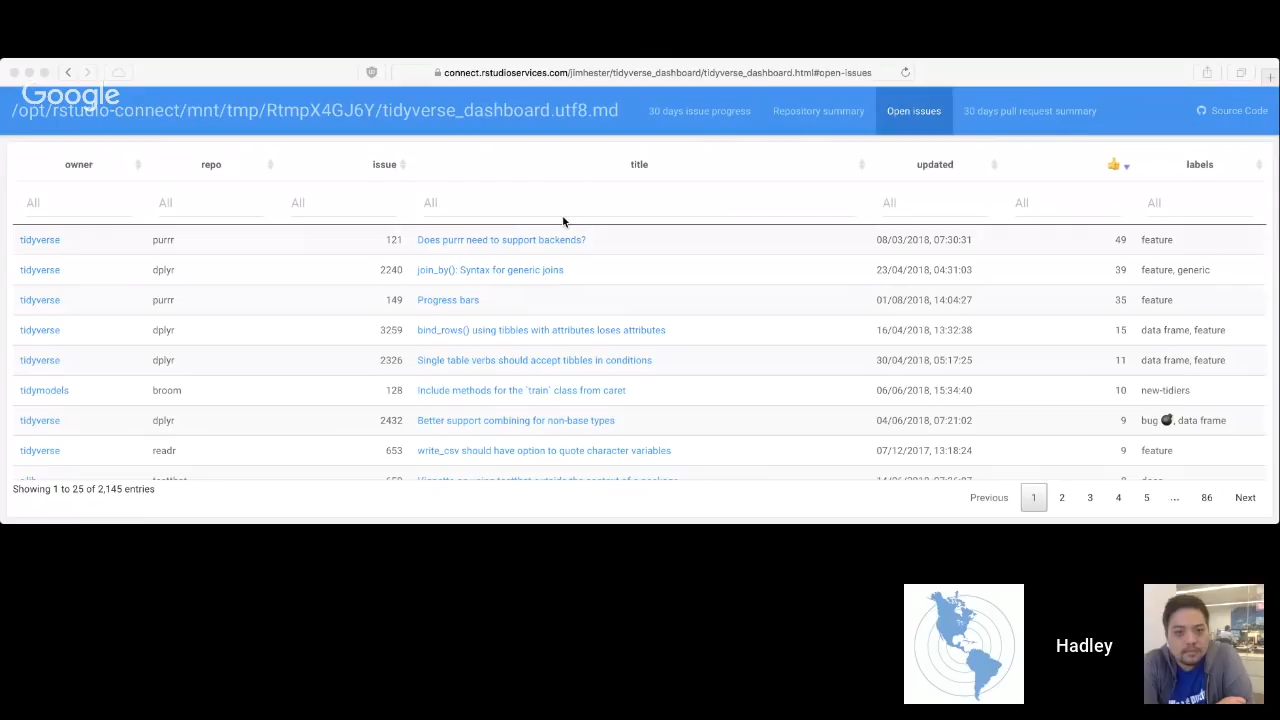 connect.rstudioservices.com/jimhester/tidyverse_dashboard/tidyverse_dashboard.html#open-issues
Google
/opt/rstudio-connect/mnt/tmp/RtmpX4GJ6Y/tidyverse_dashboard.utf8.md 30 days issue progress Repository summary Open issues 30 days pull request summary Source Code
owner repo issue title updated 👍 labels
All All All All All All All
tidyverse purrr 121 Does purrr need to support backends? 08/03/2018, 07:30:31 49 feature
tidyverse dplyr 2240 join_by(): Syntax for generic joins 23/04/2018, 04:31:03 39 feature, generic
tidyverse purrr 149 Progress bars 01/08/2018, 14:04:27 35 feature
tidyverse dplyr 3259 bind_rows() using tibbles with attributes loses attributes 16/04/2018, 13:32:38 15 data frame, feature
tidyverse dplyr 2326 Single table verbs should accept tibbles in conditions 30/04/2018, 05:17:25 11 data frame, feature
tidymodels broom 128 Include methods for the `train` class from caret 06/06/2018, 15:34:40 10 new-tidiers
tidyverse dplyr 2432 Better support combining for non-base types 04/06/2018, 07:21:02 9 bug 💣, data frame
tidyverse readr 653 write_csv should have option to quote character variables 07/12/2017, 13:18:24 9 feature
Showing 1 to 25 of 2,145 entries
Previous 1 2 3 4 5 ... 86 Next
Hadley